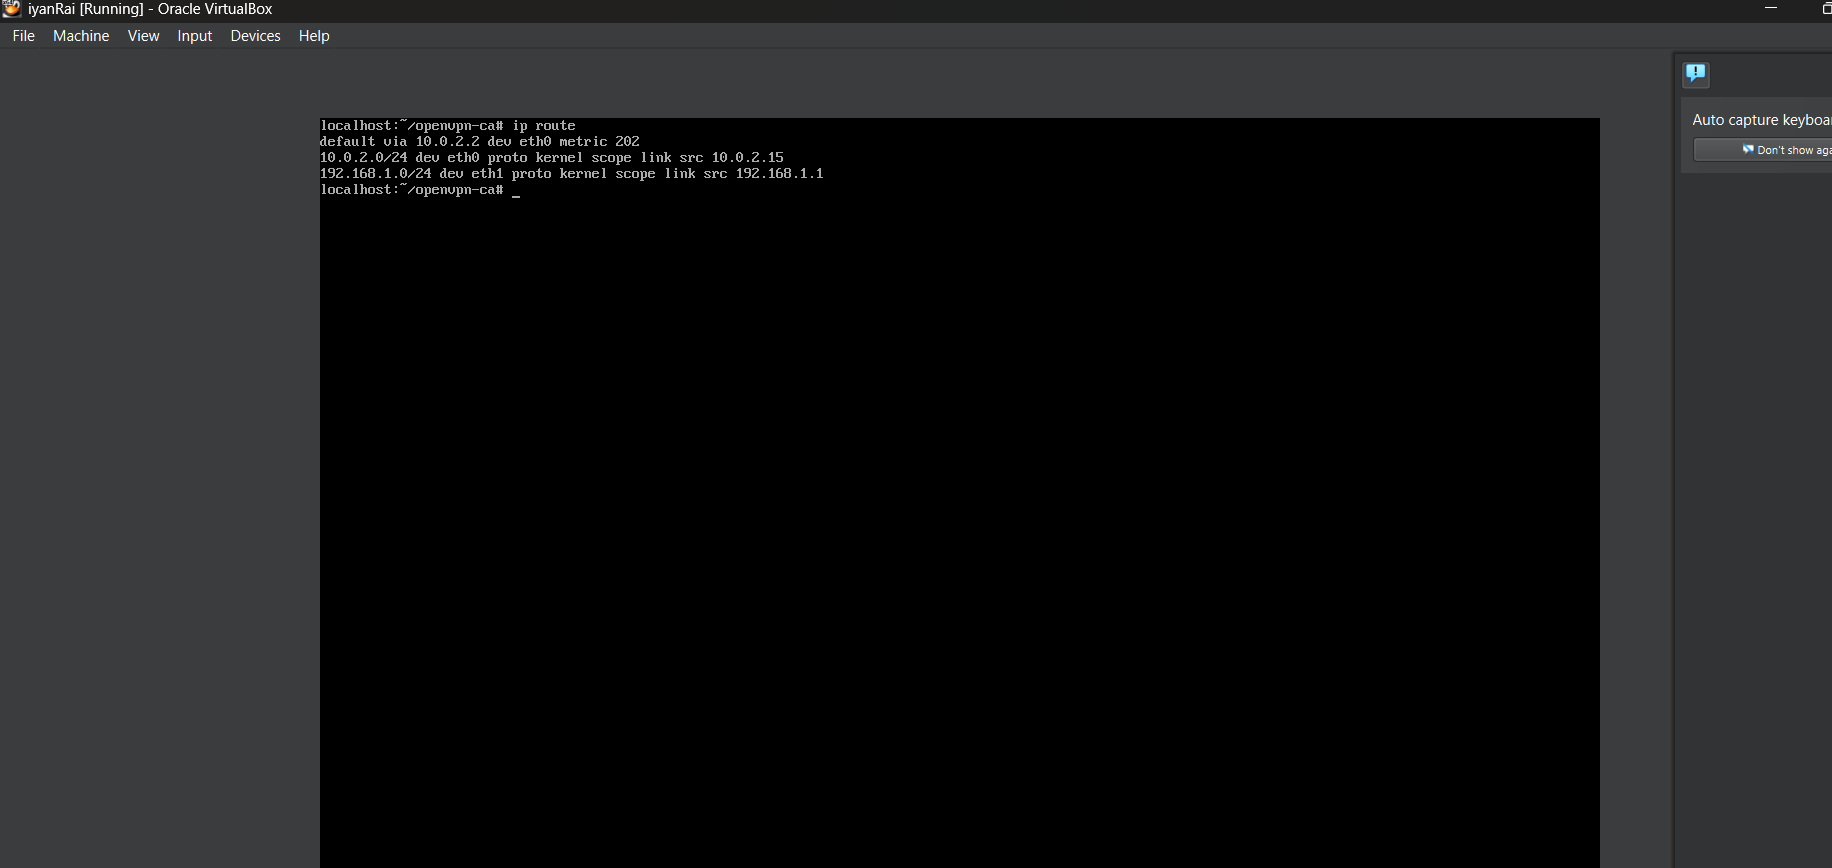 iyanRai [Running] - Oracle VirtualBox
File Machine View Input Devices Help
Auto capture
Don't show
localhost:~/openvpn-ca# ip route
default via 10.0.2.2 dev eth0 metric 202
10.0.2.0/24 dev eth0 proto kernel scope link src 10.0.2.15
192.168.1.0/24 dev eth1 proto kernel scope link src 192.168.1.1
localhost:~/openvpn-ca# _